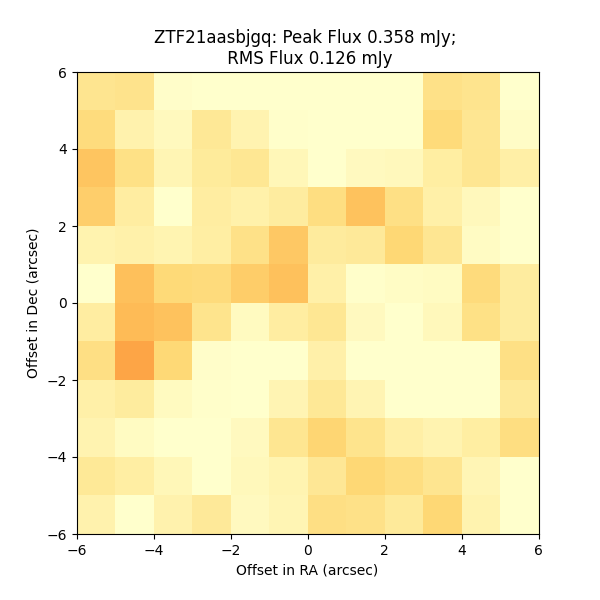 ZTF21aasbjgq: Peak Flux 0.358 mJy;
RMS Flux 0.126 mJy
6
4
2
0
−2
−4
−6
Offset in Dec (arcsec)
−6 −4 −2 0 2 4 6
Offset in RA (arcsec)